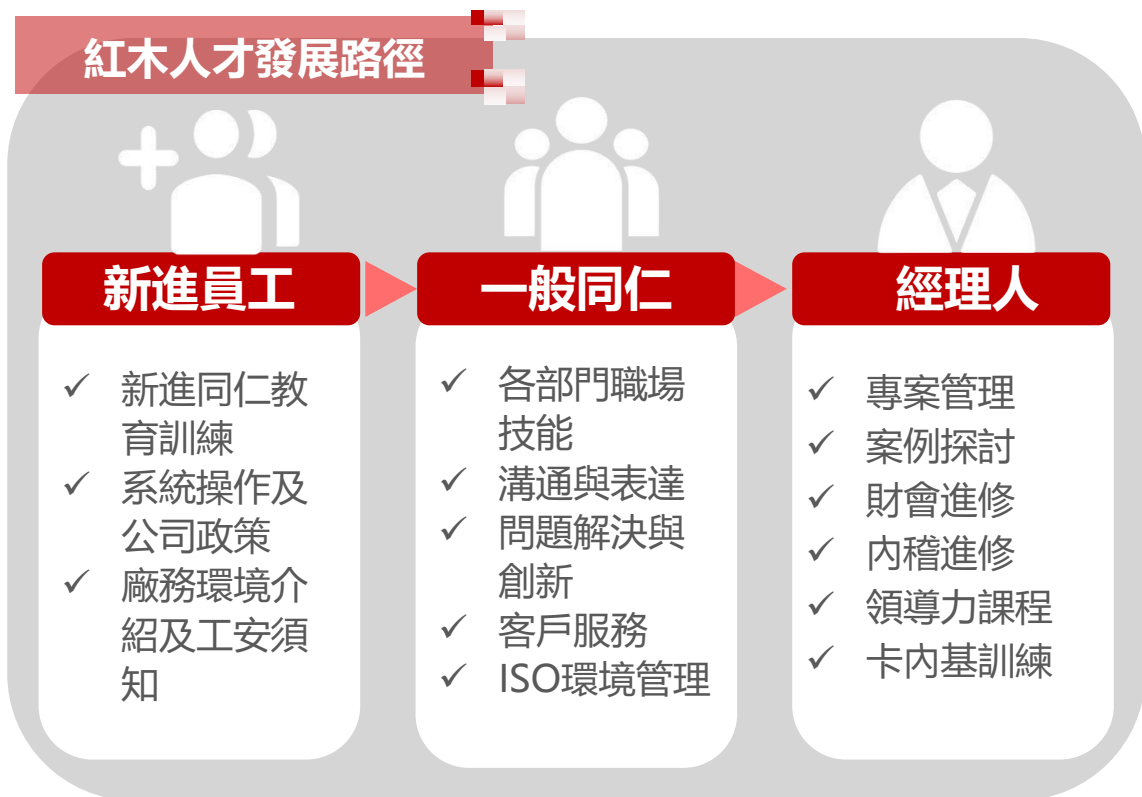 紅木人才發展路徑
新進員工
✓ 新進同仁教
育訓練
✓ 系統操作及
公司政策
✓ 廠務環境介
紹及工安須
知
一般同仁
✓ 各部門職場
技能
✓ 溝通與表達
✓ 問題解決與
創新
✓ 客戶服務
✓ ISO環境管理
經理人
✓ 專案管理
✓ 案例探討
✓ 財會進修
✓ 內稽進修
✓ 領導力課程
✓ 卡內基訓練